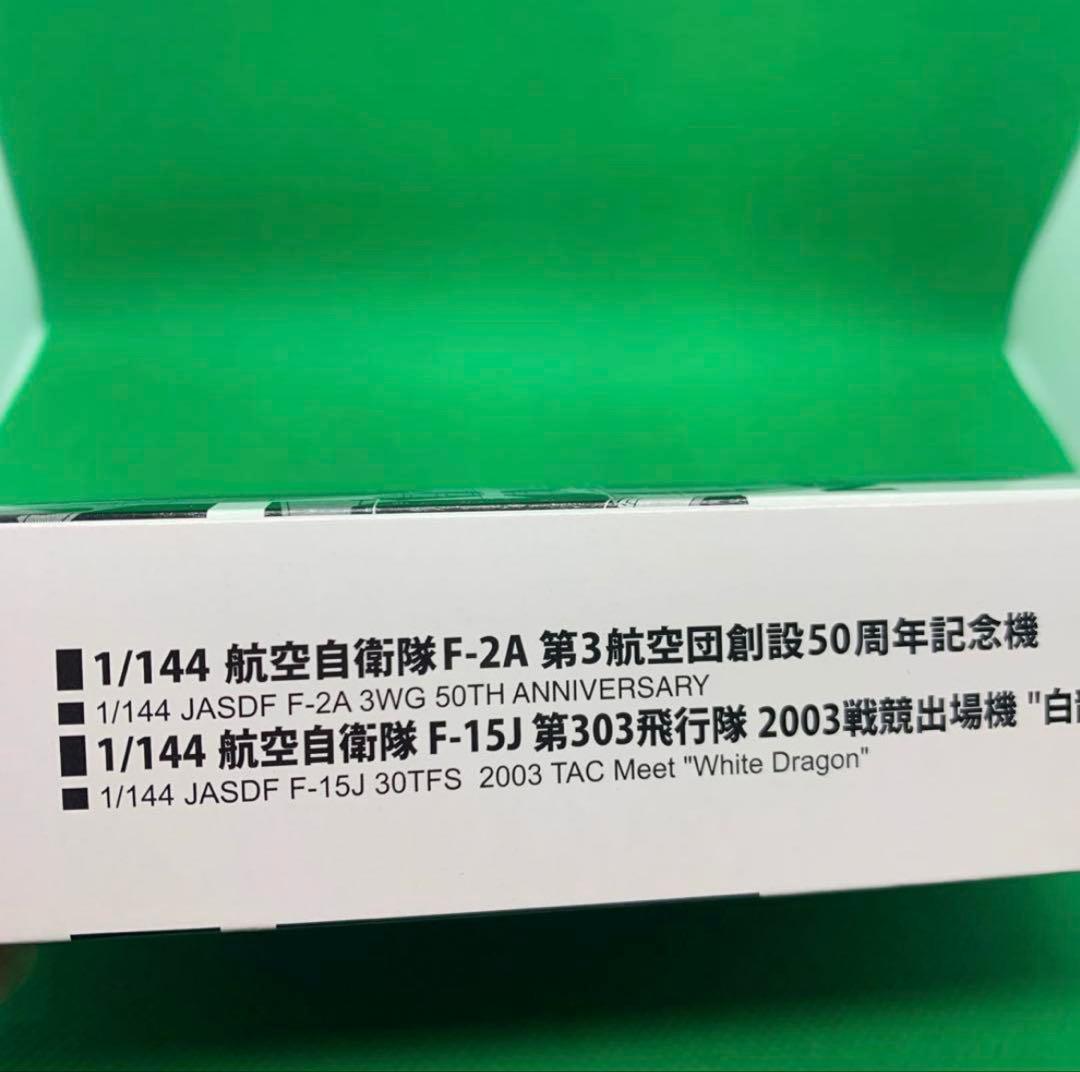 ■1/144 航空自衛隊F-2A 第3航空団創設50周年記念機
■ 1/144 JASDF F-2A 3WG 50TH ANNIVERSARY
■1/144 航空自衛隊 F-15J 第303飛行隊 2003戦競出場機 "白
■ 1/144 JASDF F-15J 30TFS 2003 TAC Meet "White Dragon"